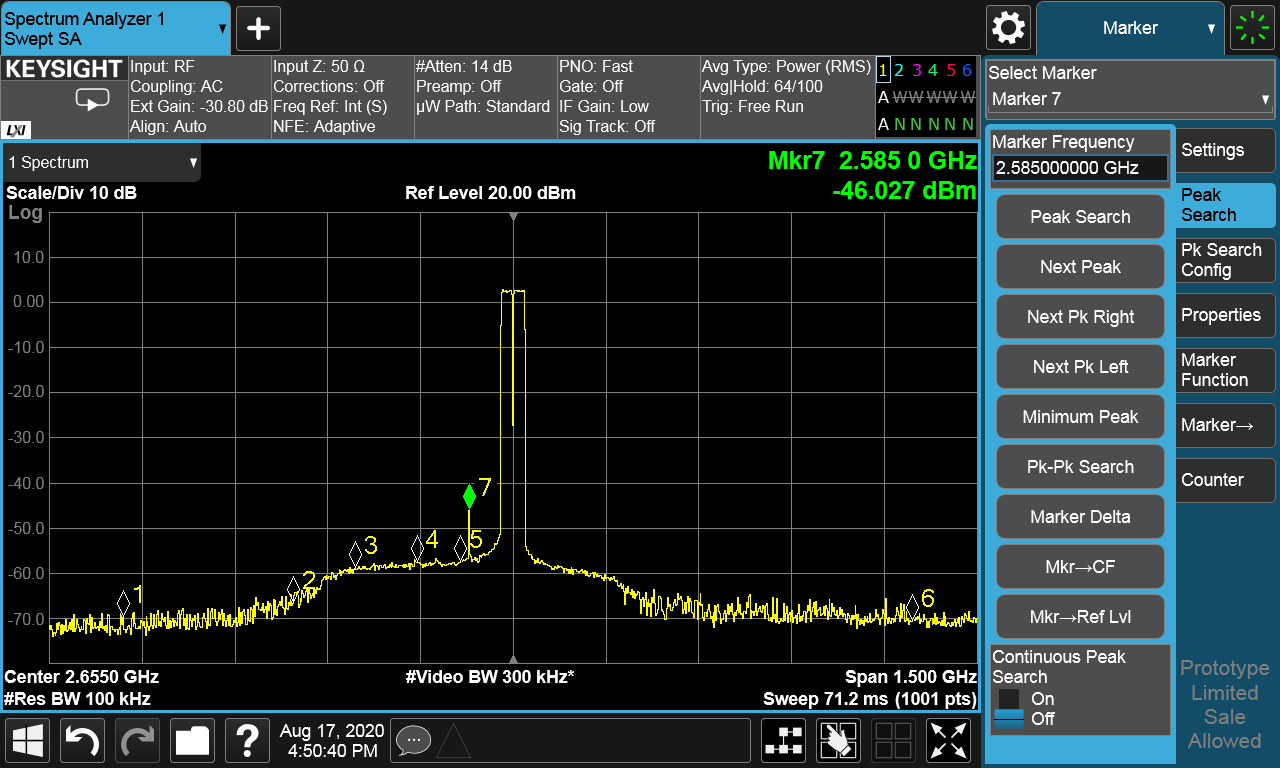 Spectrum Analyzer 1
Swept SA
Marker
KEYSIGHT
LXI
Input: RF
Coupling: AC
Ext Gain: -30.80 dB
Align: Auto
Input Z: 50 Ω
Corrections: Off
Freq Ref: Int (S)
NFE: Adaptive
#Atten: 14 dB
Preamp: Off
µW Path: Standard
PNO: Fast
Gate: Off
IF Gain: Low
Sig Track: Off
Avg Type: Power (RMS)
Avg|Hold: 64/100
Trig: Free Run
1 2 3 4 5 6
A W W W W W
A N N N N N
Select Marker
Marker 7
1 Spectrum
Mkr7 2.585 0 GHz
-46.027 dBm
Scale/Div 10 dB
Ref Level 20.00 dBm
Log
10.0
0.00
-10.0
-20.0
-30.0
-40.0
-50.0
-60.0
-70.0
1
2
3
4
5
7
6
Center 2.6550 GHz
#Video BW 300 kHz*
Span 1.500 GHz
#Res BW 100 kHz
Sweep 71.2 ms (1001 pts)
Marker Frequency
2.585000000 GHz
Peak Search
Next Peak
Next Pk Right
Next Pk Left
Minimum Peak
Pk-Pk Search
Marker Delta
Mkr→CF
Mkr→Ref Lvl
Continuous Peak
Search
On
Off
Settings
Peak
Search
Pk Search
Config
Properties
Marker
Function
Marker→
Counter
Prototype
Limited
Sale
Allowed
?
Aug 17, 2020
4:50:40 PM